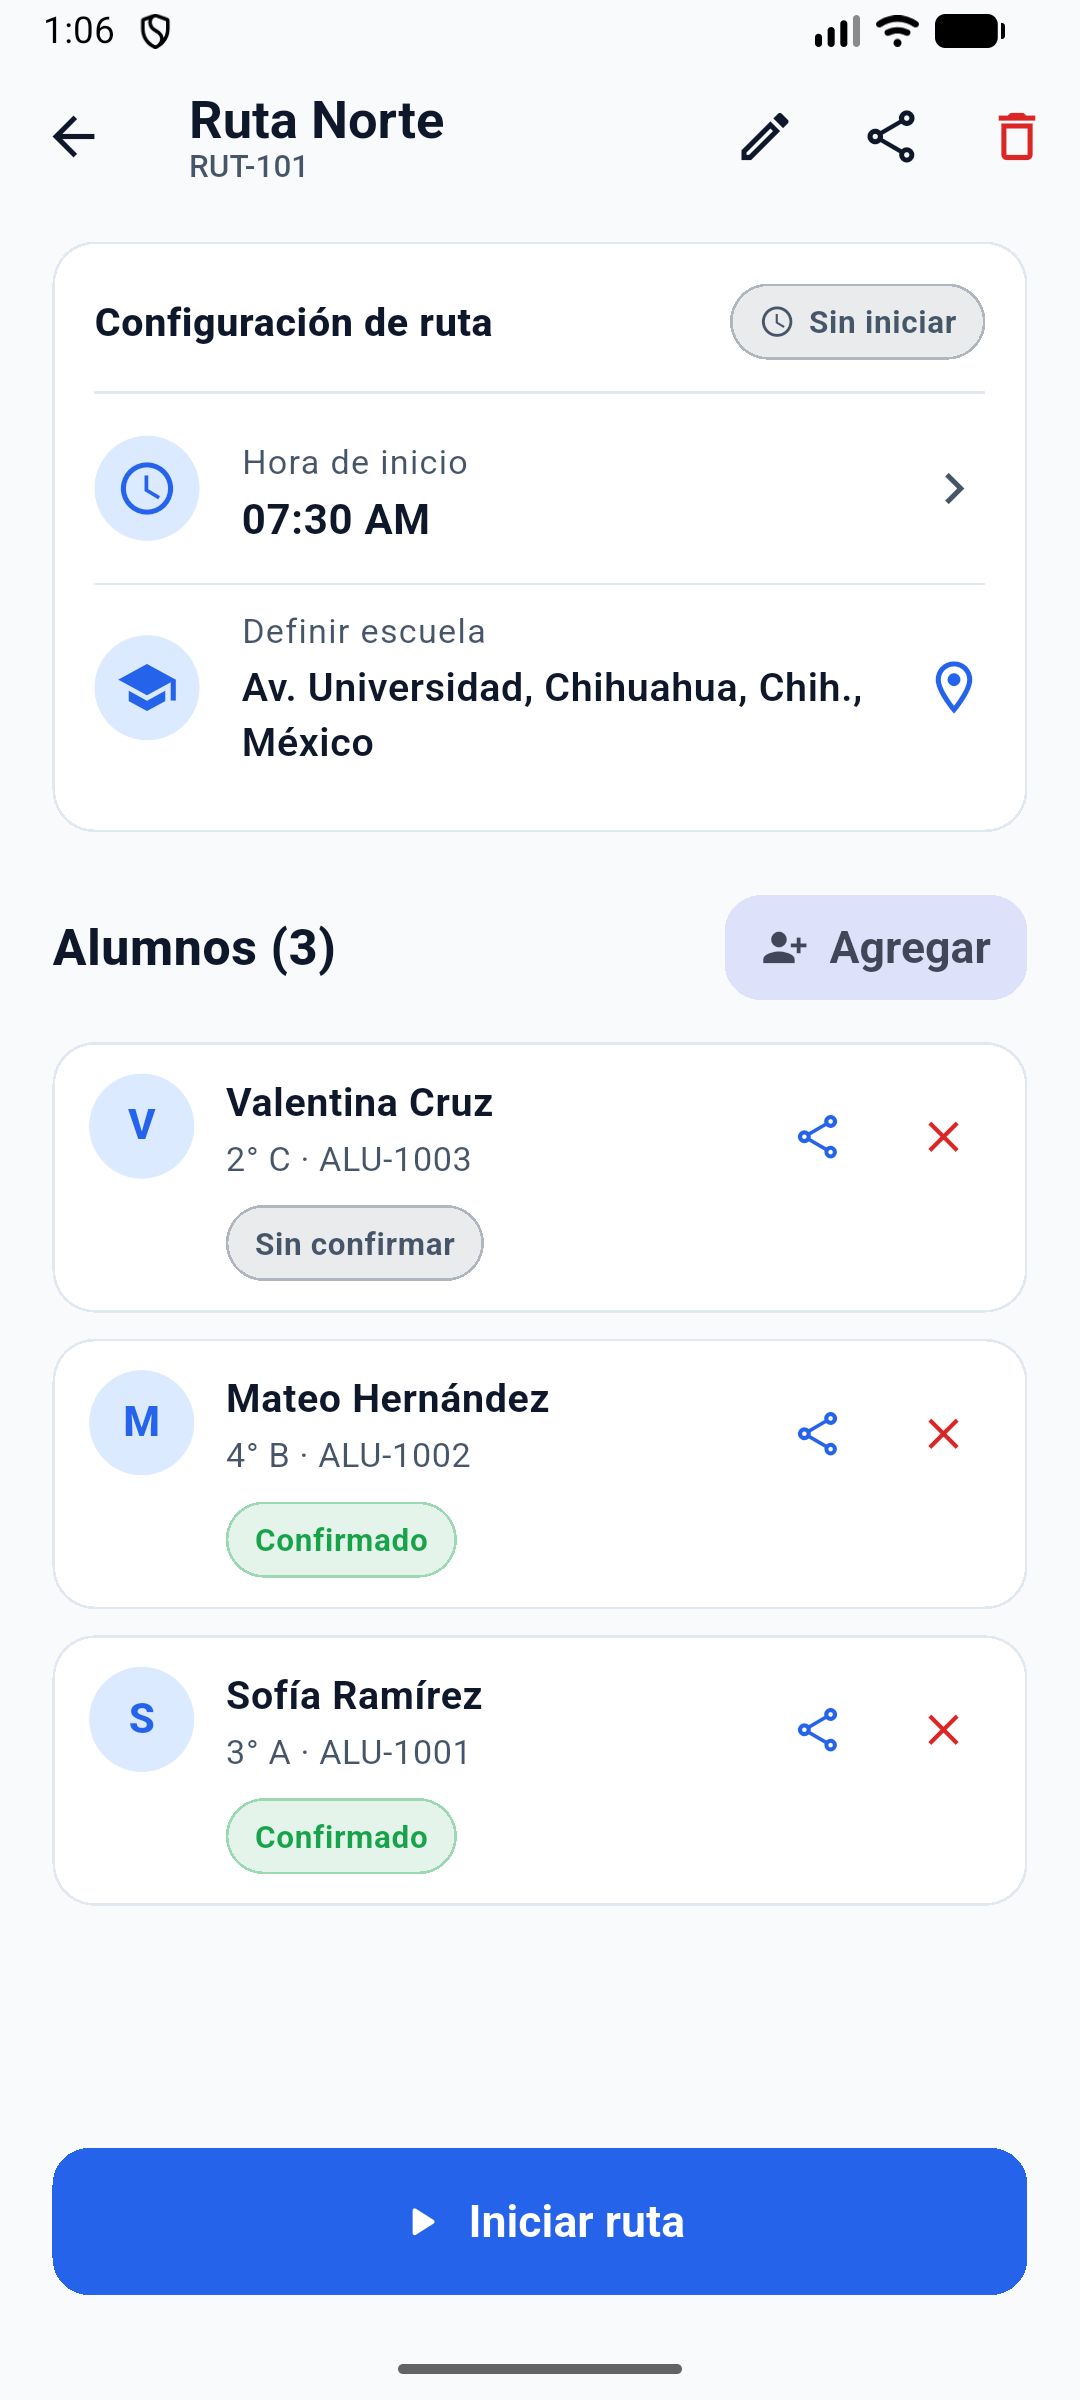 1:06
Ruta Norte
RUT-101
Configuración de ruta
Sin iniciar
Hora de inicio
07:30 AM
Definir escuela
Av. Universidad, Chihuahua, Chih.,
México
Alumnos (3)
Agregar
V
Valentina Cruz
2° C · ALU-1003
Sin confirmar
M
Mateo Hernández
4° B · ALU-1002
Confirmado
S
Sofía Ramírez
3° A · ALU-1001
Confirmado
Iniciar ruta